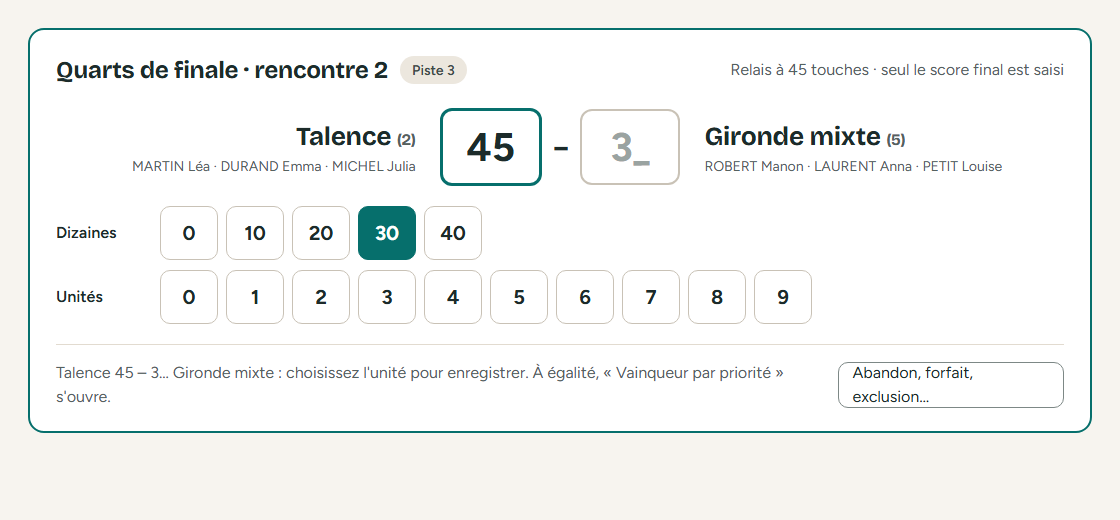 Quarts de finale · rencontre 2
Piste 3
Relais à 45 touches · seul le score final est saisi
Talence (2)
MARTIN Léa · DURAND Emma · MICHEL Julia
45 – 3_
Gironde mixte (5)
ROBERT Manon · LAURENT Anna · PETIT Louise
Dizaines 0 10 20 30 40
Unités 0 1 2 3 4 5 6 7 8 9
Talence 45 – 3... Gironde mixte : choisissez l'unité pour enregistrer. À égalité, « Vainqueur par priorité »
s'ouvre.
Abandon, forfait,
exclusion...